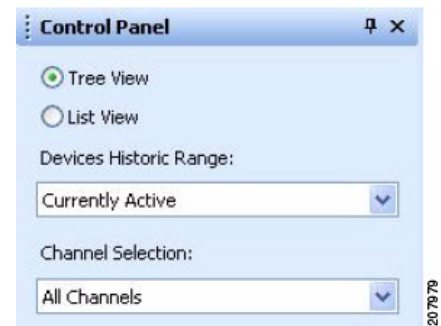 Control Panel
Tree View
List View
Devices Historic Range:
Currently Active
Channel Selection:
All Channels
207979